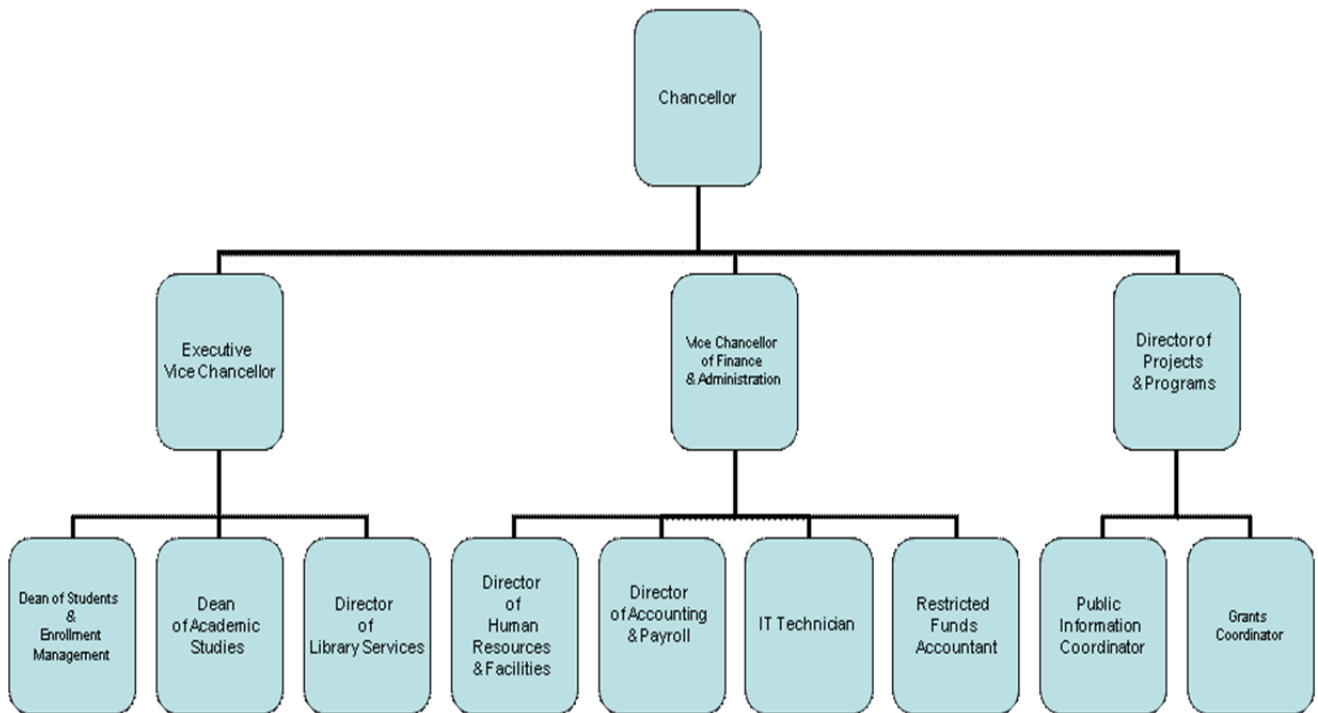 Chancellor
Executive
Vice Chancellor
Vice Chancellor
of Finance
& Administration
Director of
Projects
& Programs
Dean of Students
&
Enrollment
Management
Dean
of Academic
Studies
Director
of
Library Services
Director
of
Human
Resources
& Facilities
Director
of Accounting
& Payroll
IT Technician
Restricted
Funds
Accountant
Public
Information
Coordinator
Grants
Coordinator